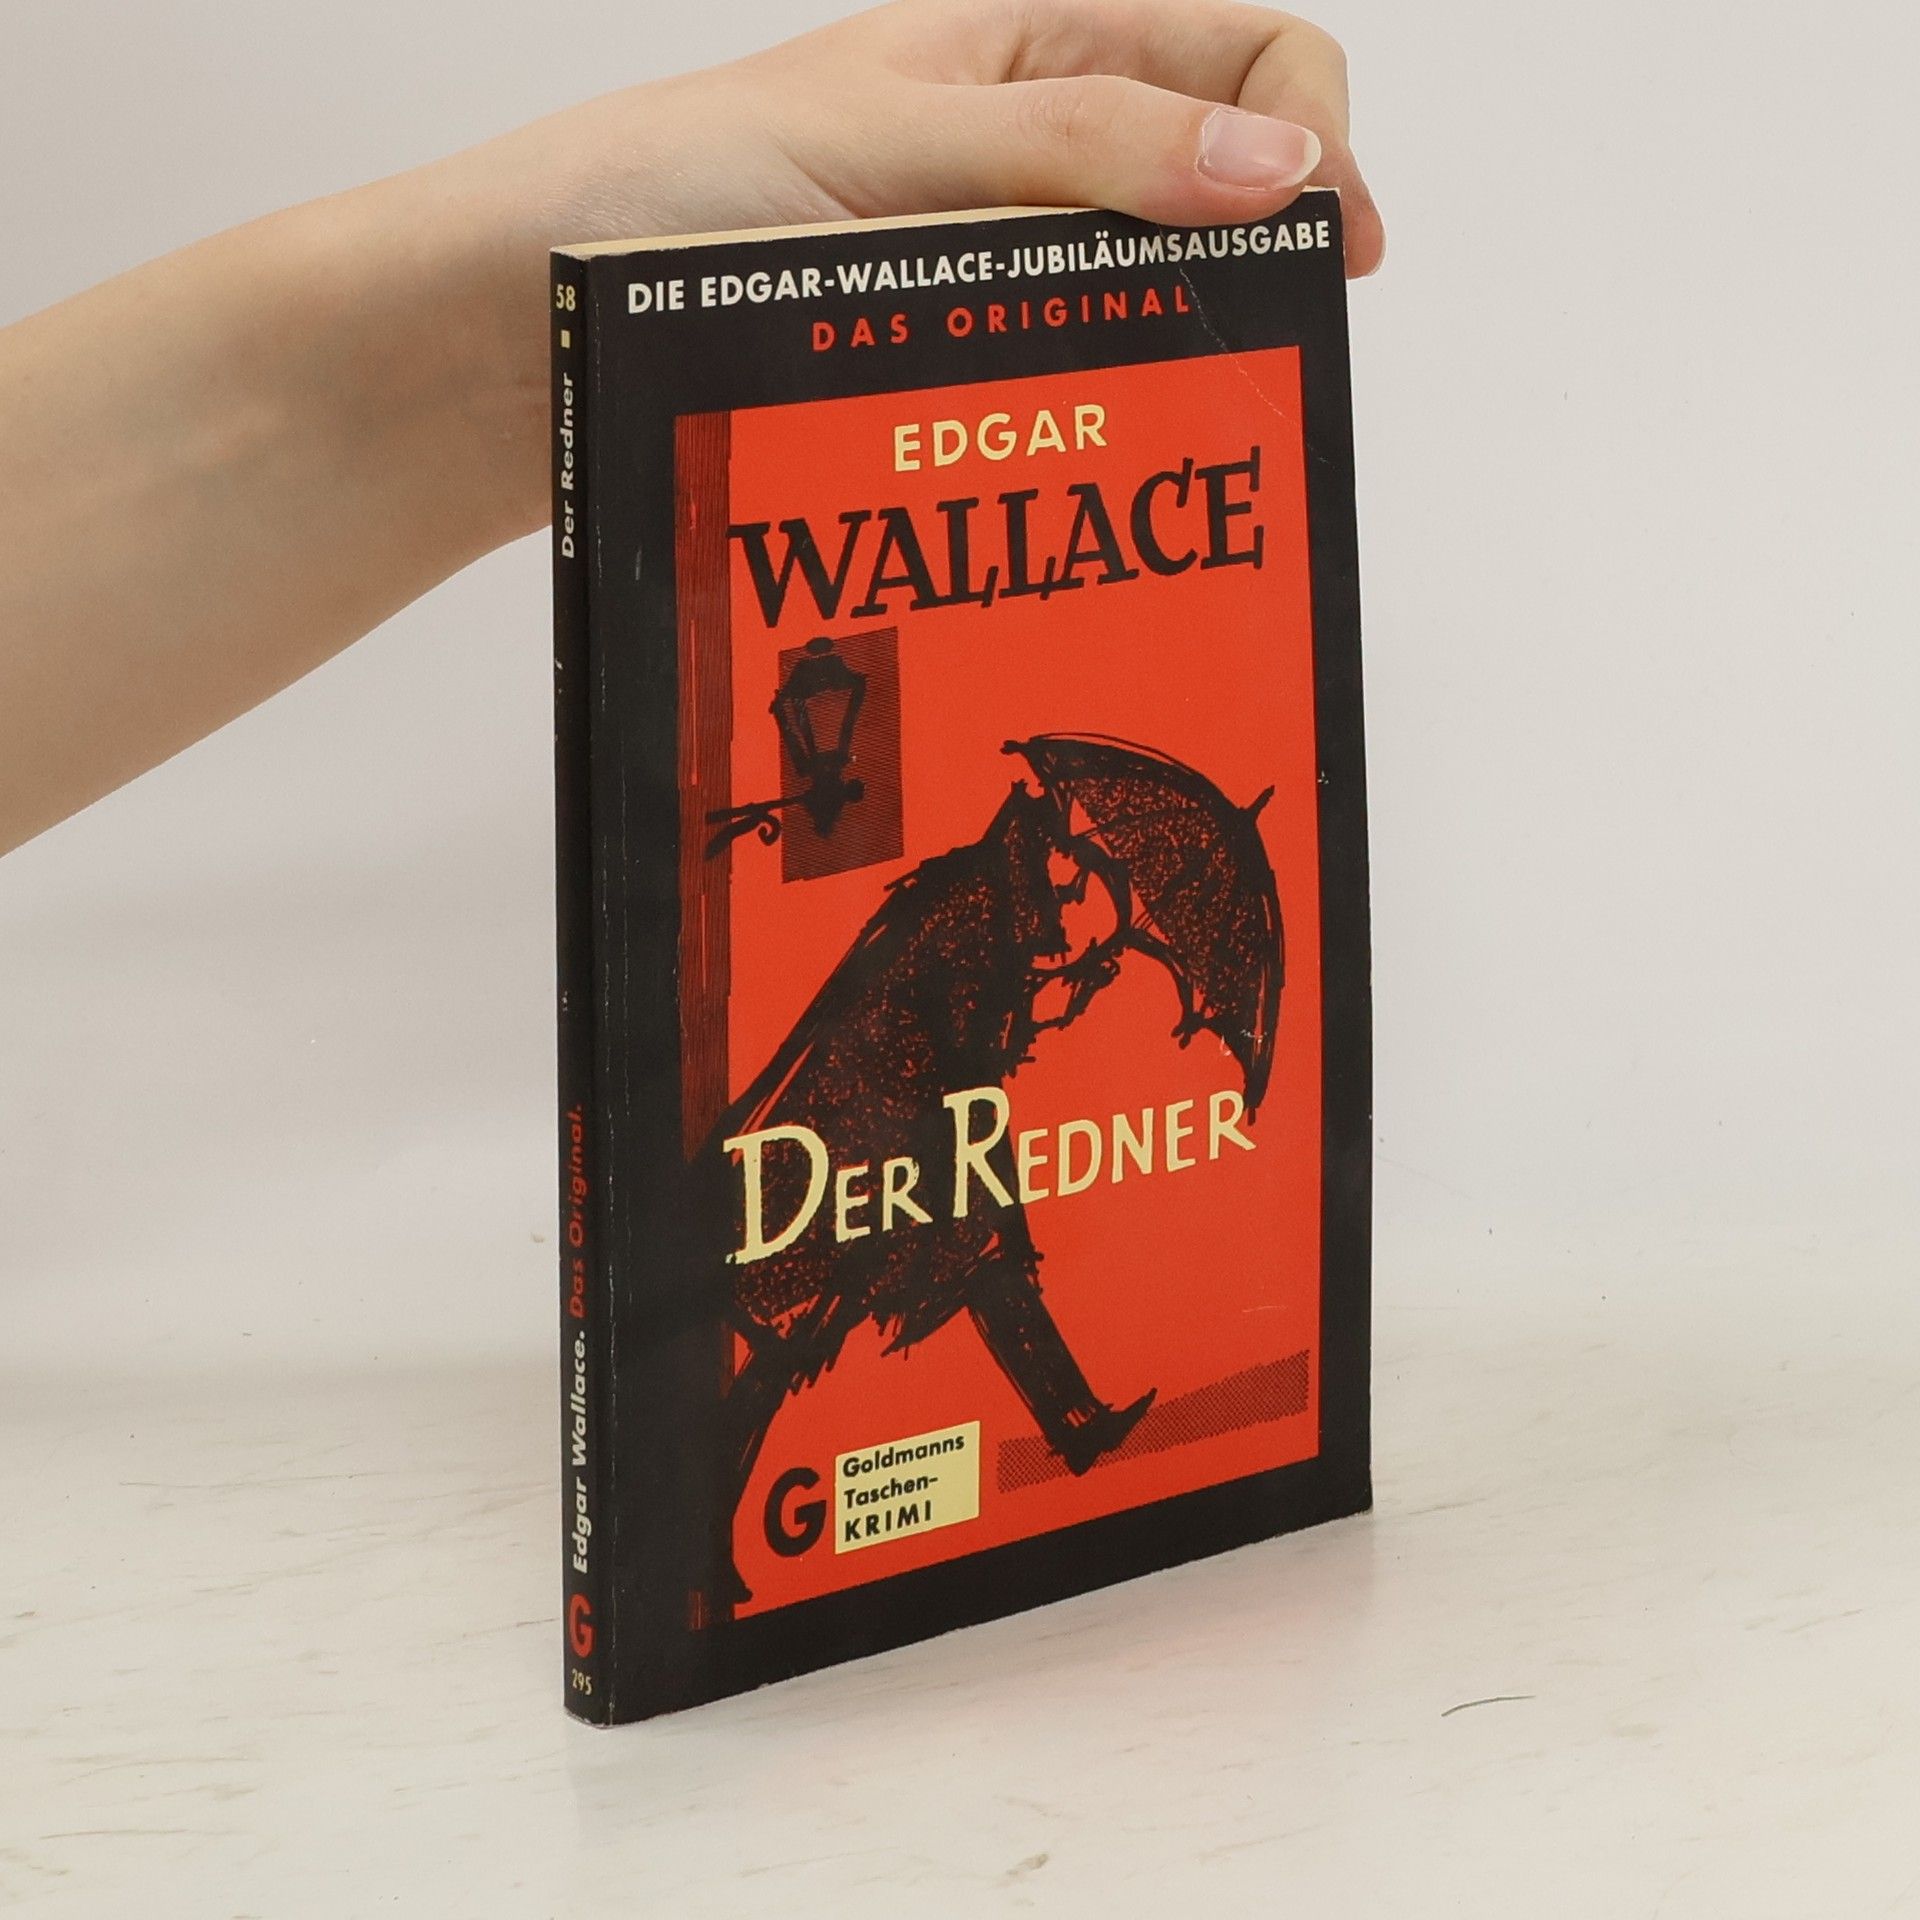 DIE EDGAR-WALLACE-JUBILÄUMSAUSGABE
DAS ORIGINAL
EDGAR
WALLACE
DER REDNER
G
Goldmanns
Taschen-
KRIMI
58
Der Redner
Edgar Wallace. Das Original.
G
295